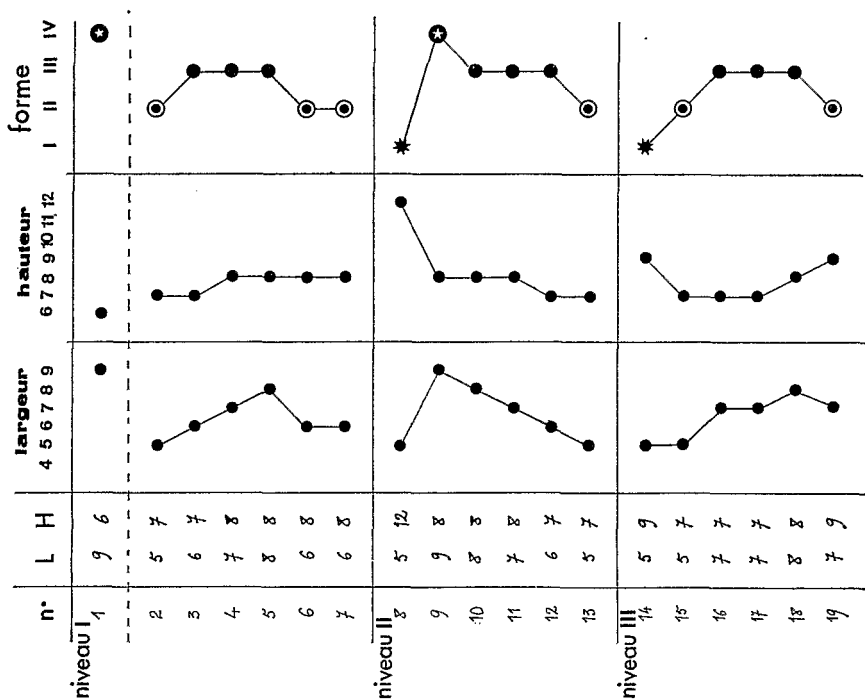 n° L H largeur hauteur forme
4 5 6 7 8 9 6 7 8 9 10 11 12 I II III IV
niveau I
1 9 6
2 5 7
3 6 7
4 7 8
5 8 8
6 6 8
7 6 8
niveau II
8 5 12
9 9 8
10 8 8
11 7 8
12 6 7
13 5 7
niveau III
14 5 9
15 5 7
16 7 7
17 7 7
18 8 8
19 7 9